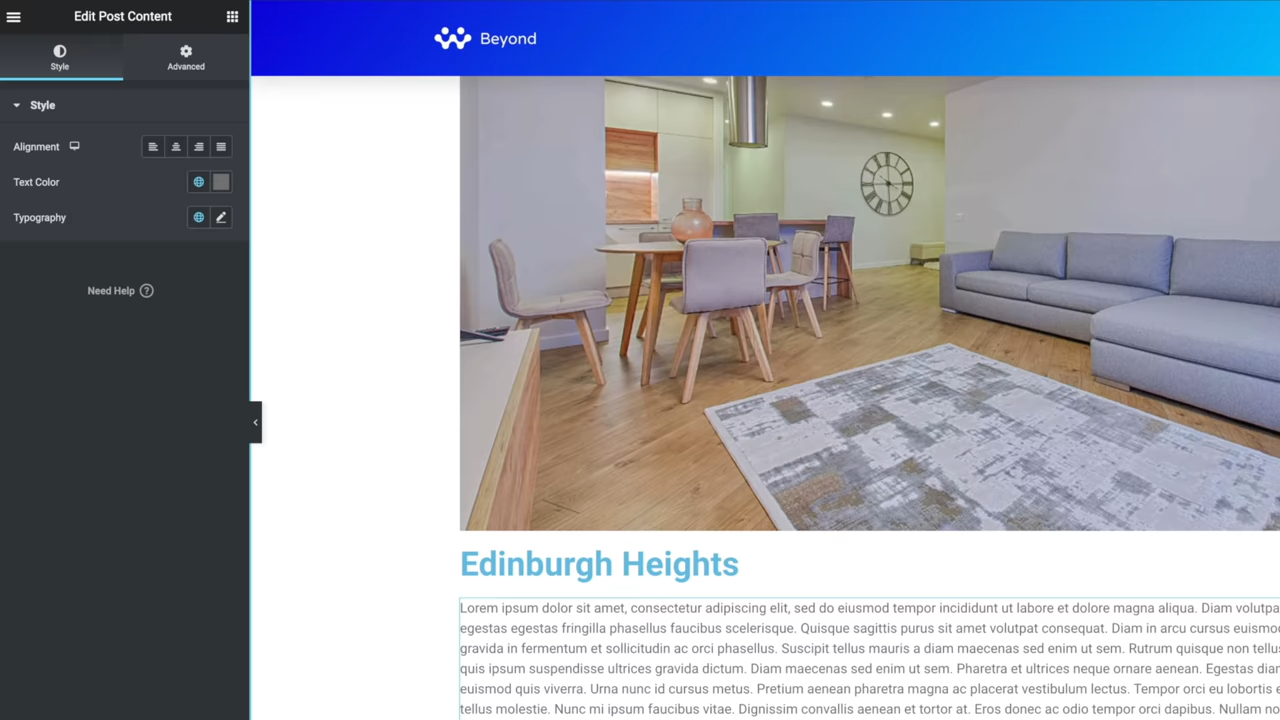 Edit Post Content
Style
Advanced
Style
Alignment
Text Color
Typography
Need Help ?
Beyond
Edinburgh Heights
Lorem ipsum dolor sit amet, consectetur adipiscing elit, sed do eiusmod tempor incididunt ut labore et dolore magna aliqua. Diam volutpa
egestas egestas fringilla phasellus faucibus scelerisque. Quisque sagittis purus sit amet volutpat consequat. Diam in arcu cursus euismo
gravida in fermentum et sollicitudin ac orci phasellus. Suscipit tellus mauris a diam maecenas sed enim ut sem. Rutrum quisque non tellu
quis ipsum suspendisse ultrices gravida dictum. Diam maecenas sed enim ut sem. Pharetra et ultrices neque ornare aenean. Egestas diam
euismod quis viverra. Urna nunc id cursus metus. Pretium aenean pharetra magna ac placerat vestibulum lectus. Tempor orci eu lobortis e
tellus molestie. Nunc mi ipsum faucibus vitae. Dignissim convallis aenean et tortor at. Eros donec ac odio tempor orci dapibus. Nullam no